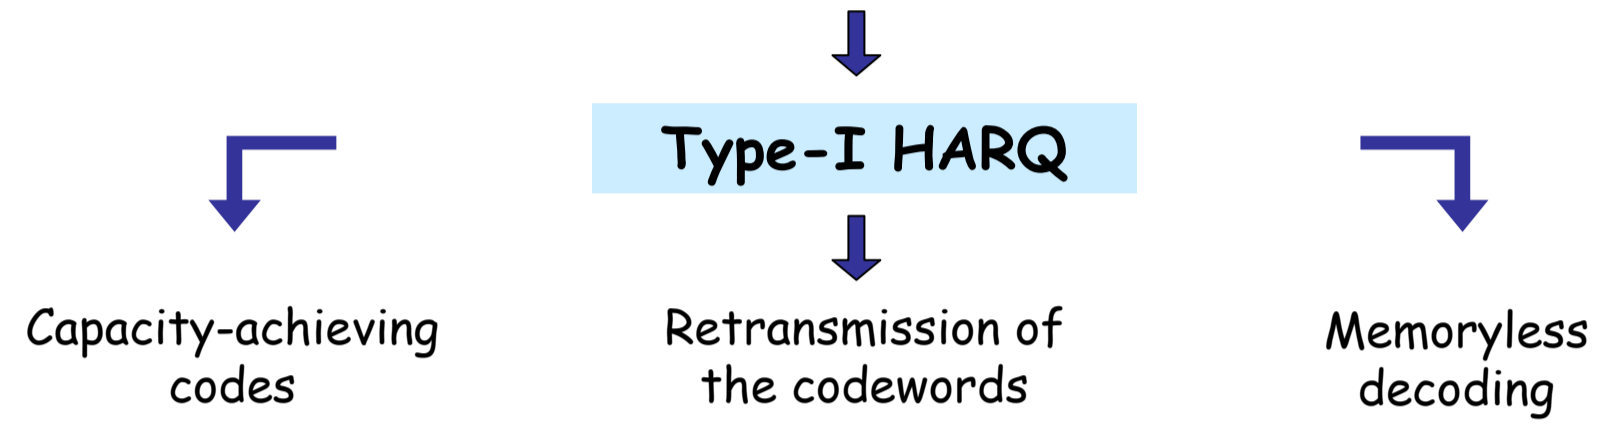 Type-I HARQ
Capacity-achieving
codes
Retransmission of
the codewords
Memoryless
decoding